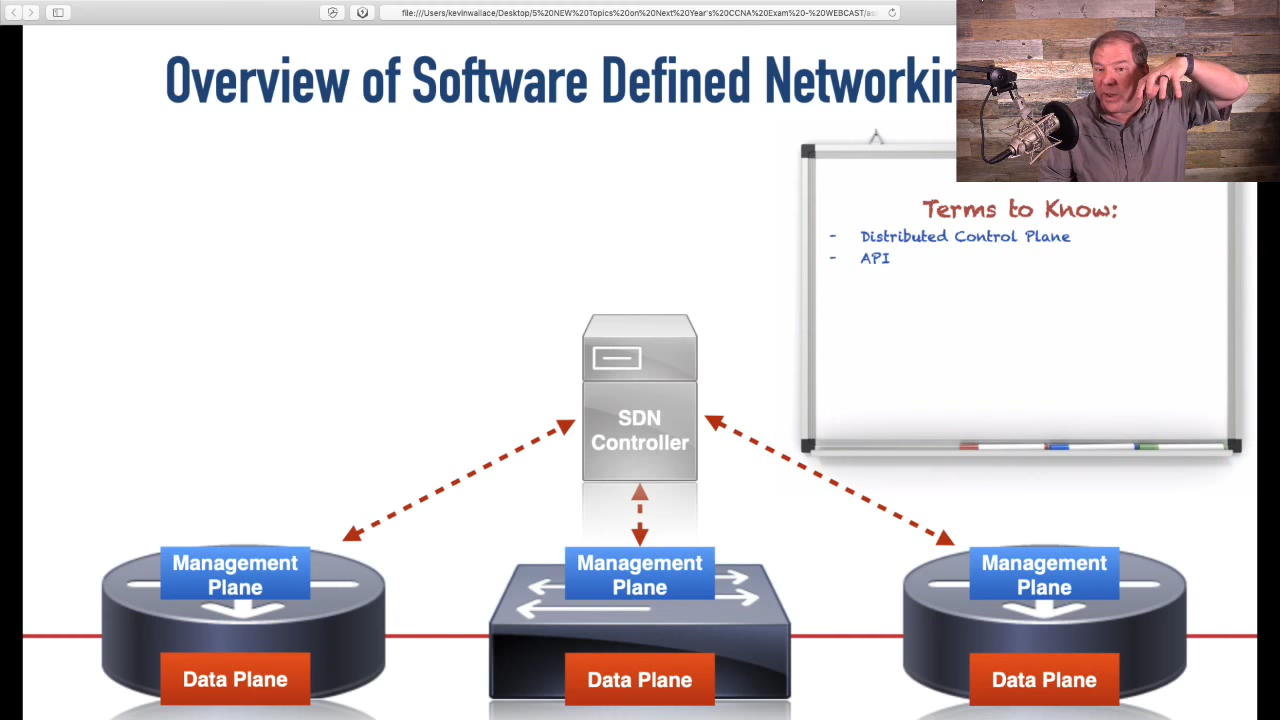 file:///Users/kevinwallace/Desktop/5%20NEW%20Topics%20on%20Next%20Year's%20CCNA%20Exam%20-%20WEBCAST/ass
Overview of Software Defined Networkin
Terms to Know:
- Distributed Control Plane
- API
SDN
Controller
Management
Plane
Management
Plane
Management
Plane
Data Plane
Data Plane
Data Plane